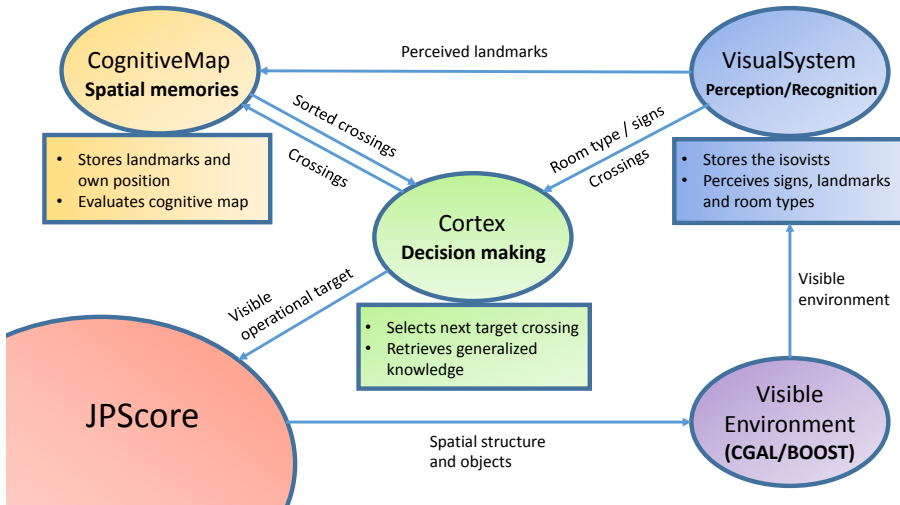 CognitiveMap
Spatial memories
Perceived landmarks
VisualSystem
Perception/Recognition
• Stores landmarks and
own position
• Evaluates cognitive map
Sorted crossings
Crossings
Room type / signs
Crossings
• Stores the isovists
• Perceives signs, landmarks
and room types
Cortex
Decision making
• Selects next target crossing
• Retrieves generalized
knowledge
Visible
operational target
Visible
environment
JPScore
Spatial structure
and objects
Visible
Environment
(CGAL/BOOST)